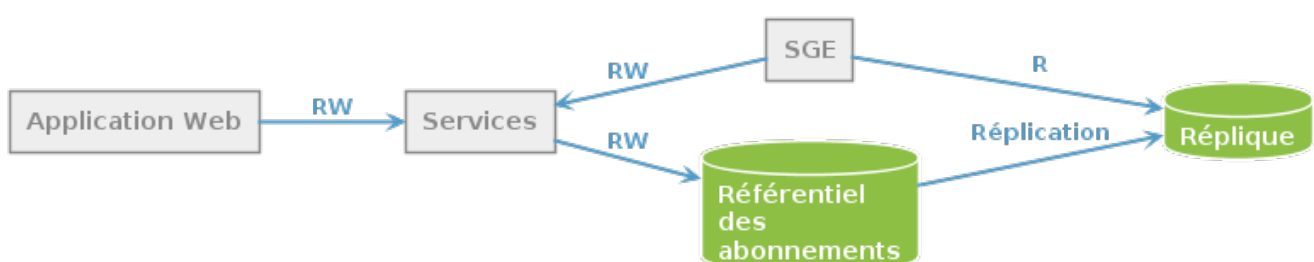 SGE
RW
R
RW
Application Web
Services
Réplication
Réplique
RW
Référentiel
des
abonnements